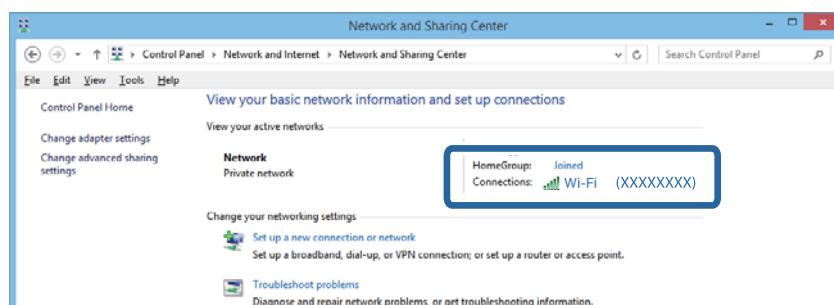 Network and Sharing Center
Control Panel Network and Internet Network and Sharing Center Search Control Panel
File Edit View Tools Help
Control Panel Home
Change adapter settings
Change advanced sharing
settings
View your basic network information and set up connections
View your active networks
Network
Private network
HomeGroup: Joined
Connections: Wi-Fi (XXXXXXXX)
Change your networking settings
Set up a new connection or network
Set up a broadband, dial-up, or VPN connection; or set up a router or access point.
Troubleshoot problems
Diagnose and repair network problems, or get troubleshooting information.